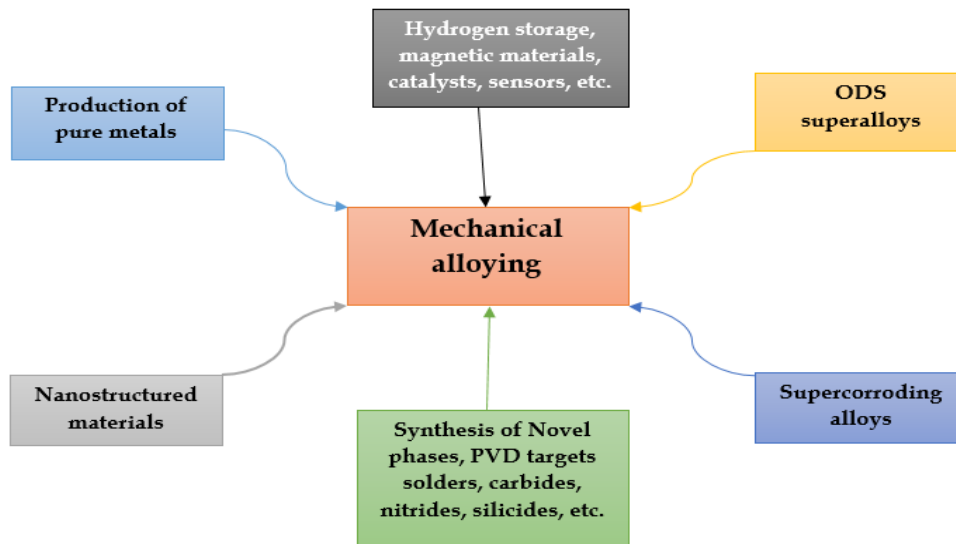 Hydrogen storage,
magnetic materials,
catalysts, sensors, etc.
Production of
pure metals
ODS
superalloys
Mechanical
alloying
Nanostructured
materials
Supercorroding
alloys
Synthesis of Novel
phases, PVD targets
solders, carbides,
nitrides, silicides, etc.